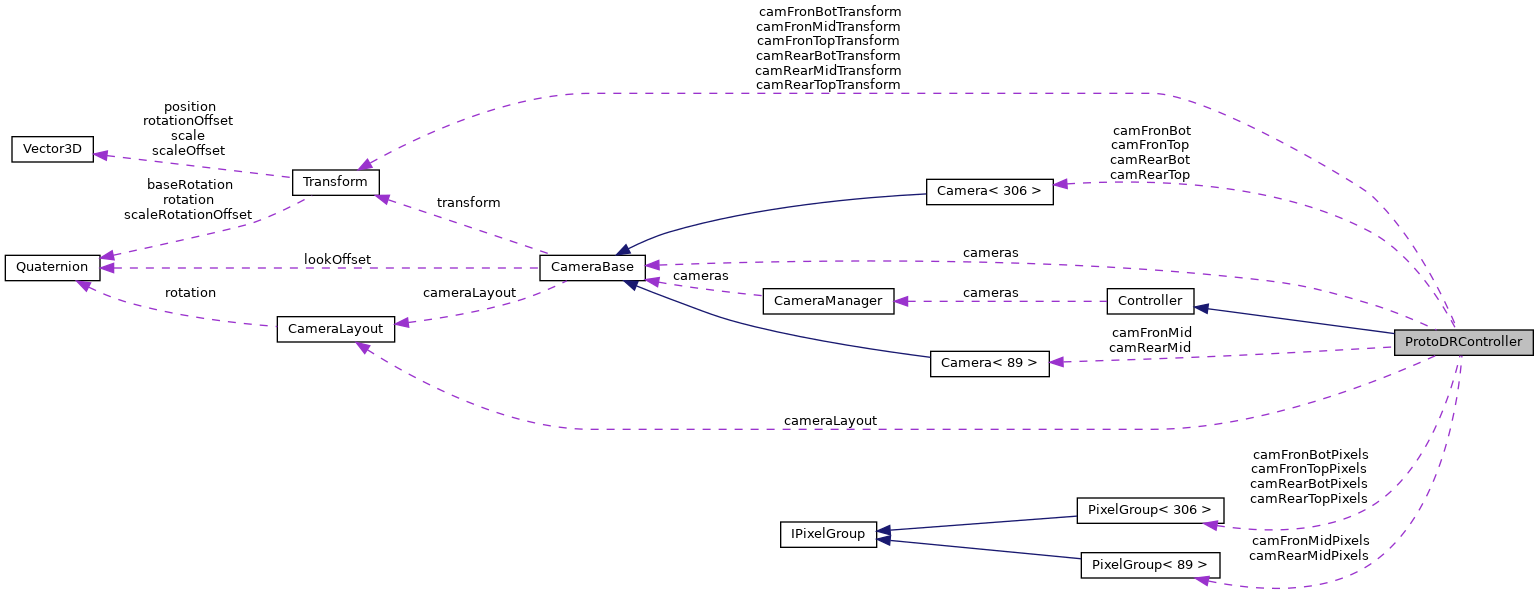 camFronBotTransform
camFronMidTransform
camFronTopTransform
camRearBotTransform
camRearMidTransform
camRearTopTransform
position
rotationOffset
scale
scaleOffset
Vector3D
camFronBot
camFronTop
camRearBot
camRearTop
Transform
baseRotation
rotation
scaleRotationOffset
Camera< 306 >
transform
Quaternion
lookOffset
CameraBase
cameras
cameras
rotation
cameraLayout
CameraManager
cameras
Controller
CameraLayout
camFronMid
camRearMid
ProtoDRController
Camera< 89 >
cameraLayout
camFronBotPixels
camFronTopPixels
camRearBotPixels
camRearTopPixels
PixelGroup< 306 >
IPixelGroup
camFronMidPixels
camRearMidPixels
PixelGroup< 89 >